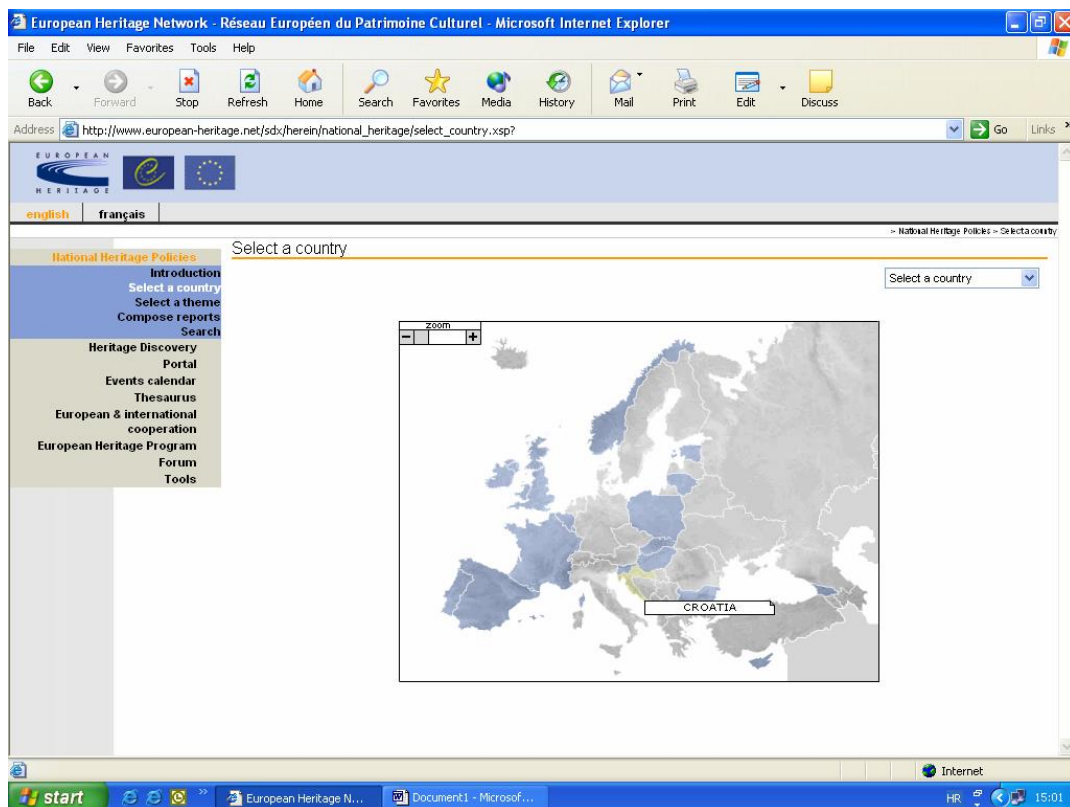 European Heritage Network - Réseau Européen du Patrimoine Culturel - Microsoft Internet Explorer
File Edit View Favorites Tools Help
Back Forward Stop Refresh Home Search Favorites Media History Mail Print Edit Discuss
Address http://www.european-heritage.net/sdx/herein/national_heritage/select_country.xsp? Go Links »
EUROPEAN
HERITAGE
english français
> National Heritage Policies > Select a country
Select a country
National Heritage Policies
Introduction
Select a country
Select a theme
Compose reports
Search
Heritage Discovery
Portal
Events calendar
Thesaurus
European & international
cooperation
European Heritage Program
Forum
Tools
Select a country
zoom
- +
CROATIA
Internet
start » European Heritage N... Document1 - Microsof... HR 15:01